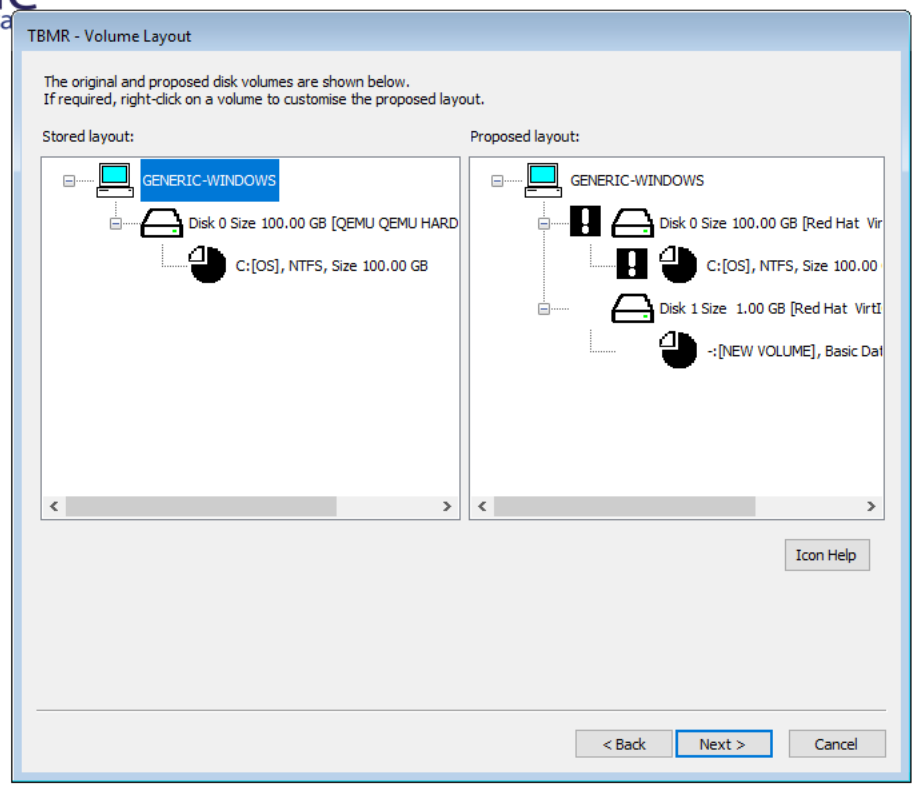 TBMR - Volume Layout
The original and proposed disk volumes are shown below.
If required, right-click on a volume to customise the proposed layout.
Stored layout:
Proposed layout:
GENERIC-WINDOWS
Disk 0 Size 100.00 GB [QEMU QEMU HARD
C:[OS], NTFS, Size 100.00 GB
GENERIC-WINDOWS
Disk 0 Size 100.00 GB [Red Hat Vir
C:[OS], NTFS, Size 100.00
Disk 1 Size 1.00 GB [Red Hat VirtI
-:[NEW VOLUME], Basic Dat
Icon Help
< Back
Next >
Cancel